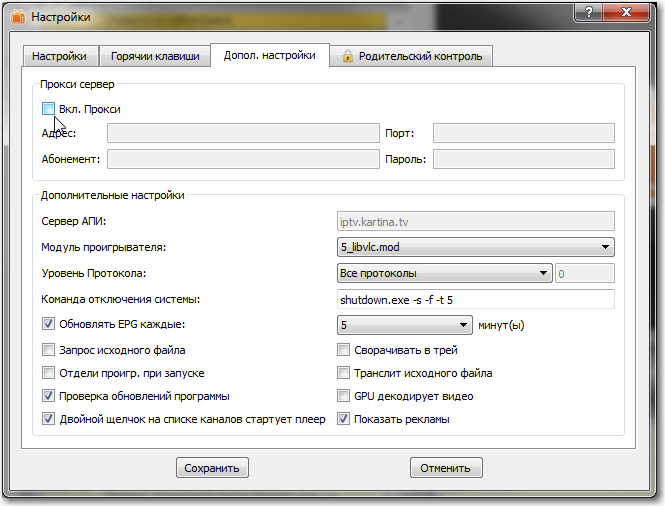 Настройки
Настройки Горячии клавиши Допол. настройки Родительский контроль
Прокси сервер
Вкл. Прокси
Адрес: Порт:
Абонемент: Пароль:
Дополнительные настройки
Сервер АПИ: iptv.kartina.tv
Модуль проигрывателя: 5_libvlc.mod
Уровень Протокола: Все протоколы 0
Команда отключения системы: shutdown.exe -s -f -t 5
Обновлять EPG каждые: 5 минут(ы)
Запрос исходного файла Сворачивать в трей
Отдели проигр. при запуске Транслит исходного файла
Проверка обновлений программы GPU декодирует видео
Двойной щелчок на списке каналов стартует плеер Показать рекламы
Сохранить Отменить